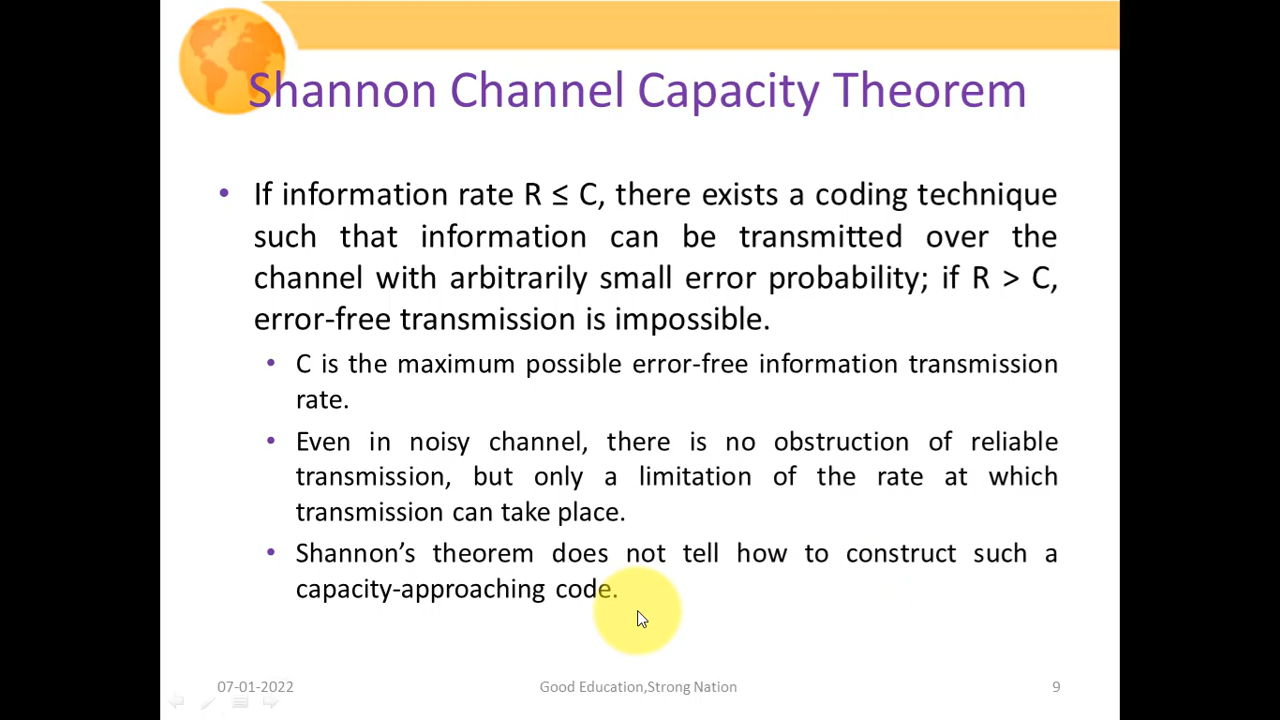 Shannon Channel Capacity Theorem
• If information rate R ≤ C, there exists a coding technique
such that information can be transmitted over the
channel with arbitrarily small error probability; if R > C,
error-free transmission is impossible.
• C is the maximum possible error-free information transmission
rate.
• Even in noisy channel, there is no obstruction of reliable
transmission, but only a limitation of the rate at which
transmission can take place.
• Shannon’s theorem does not tell how to construct such a
capacity-approaching code.
07-01-2022 Good Education,Strong Nation 9